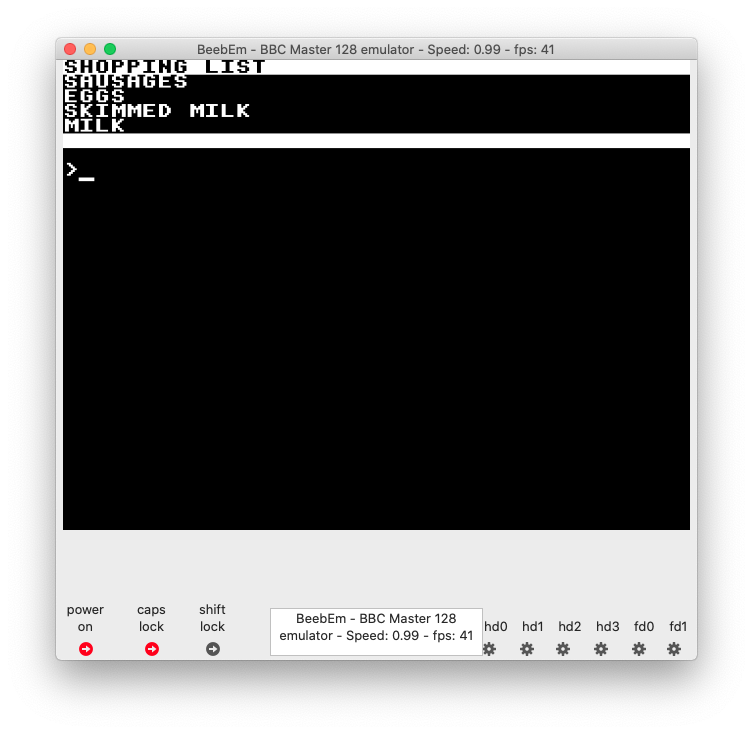 BeebEm - BBC Master 128 emulator - Speed: 0.99 - fps: 41
SHOPPING LIST
SAUSAGES
EGGS
SKIMMED MILK
MILK
>_
power on
caps lock
shift lock
BeebEm - BBC Master 128
emulator - Speed: 0.99 - fps: 41
hd0 hd1 hd2 hd3 fd0 fd1